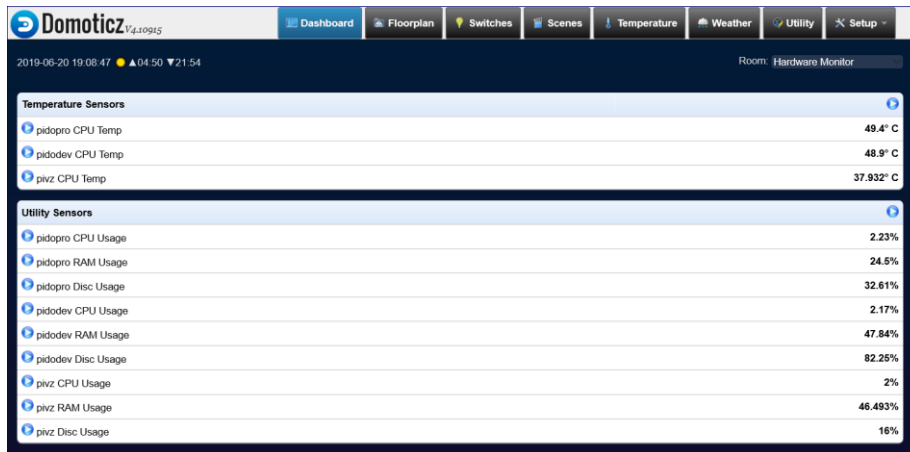 Domoticz V4.10915 Dashboard Floorplan Switches Scenes Temperature Weather Utility Setup
2019-06-20 19:08:47 ▲04:50 ▼21:54 Room: Hardware Monitor
Temperature Sensors
pidopro CPU Temp 49.4° C
pidodev CPU Temp 48.9° C
pivz CPU Temp 37.932° C
Utility Sensors
pidopro CPU Usage 2.23%
pidopro RAM Usage 24.5%
pidopro Disc Usage 32.61%
pidodev CPU Usage 2.17%
pidodev RAM Usage 47.84%
pidodev Disc Usage 82.25%
pivz CPU Usage 2%
pivz RAM Usage 46.493%
pivz Disc Usage 16%